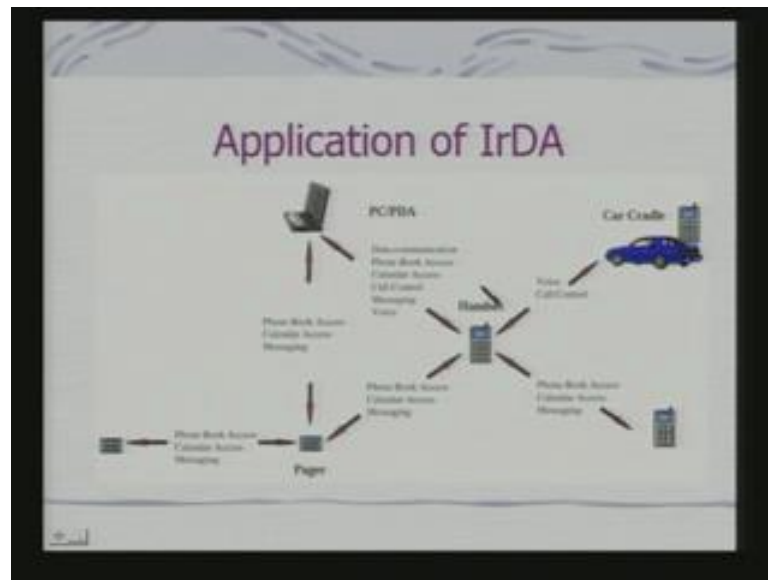 Application of IrDA
PC/PDA
Car Cradle
Data communication
Phone Book Access
Calendar Access
Call Control
Messaging
Voice
Voice
Call Control
Handset
Phone Book Access
Calendar Access
Messaging
Phone Book Access
Calendar Access
Messaging
Phone Book Access
Calendar Access
Messaging
Phone Book Access
Calendar Access
Messaging
Pager